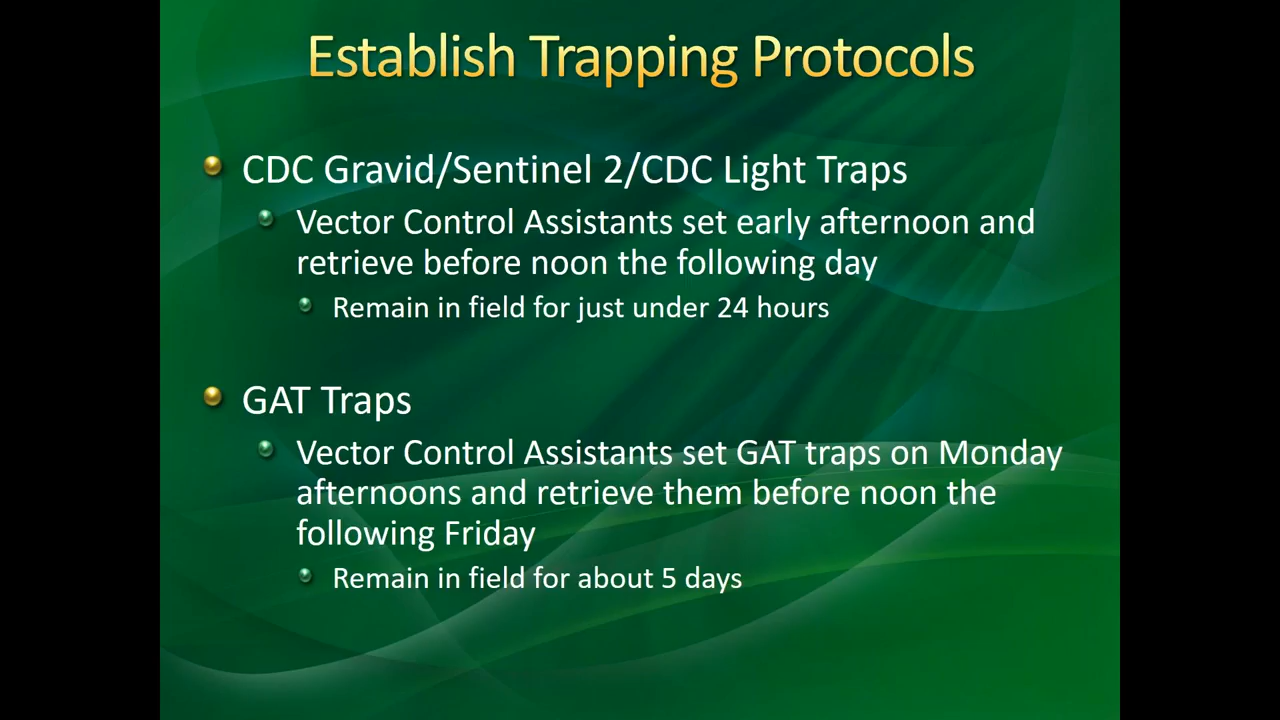 Establish Trapping Protocols
CDC Gravid/Sentinel 2/CDC Light Traps
Vector Control Assistants set early afternoon and
retrieve before noon the following day
Remain in field for just under 24 hours
GAT Traps
Vector Control Assistants set GAT traps on Monday
afternoons and retrieve them before noon the
following Friday
Remain in field for about 5 days